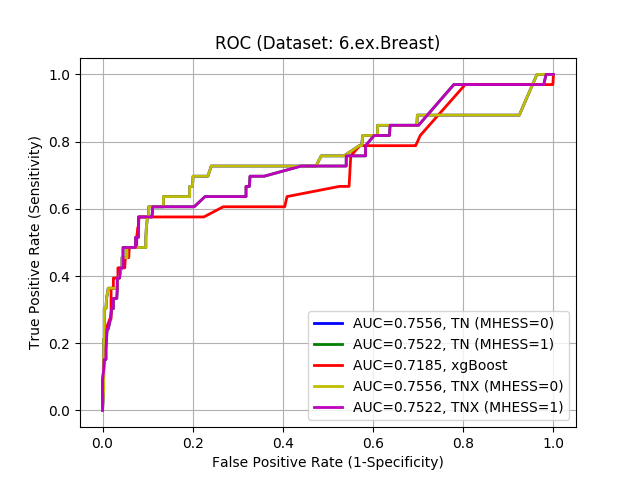 ROC (Dataset: 6.ex.Breast)
True Positive Rate (Sensitivity)
1.0
0.8
0.6
0.4
0.2
0.0
AUC=0.7556, TN (MHESS=0)
AUC=0.7522, TN (MHESS=1)
AUC=0.7185, xgBoost
AUC=0.7556, TNX (MHESS=0)
AUC=0.7522, TNX (MHESS=1)
0.0 0.2 0.4 0.6 0.8 1.0
False Positive Rate (1-Specificity)